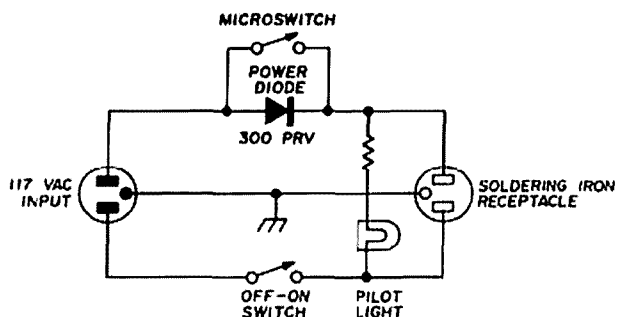 MICROSWITCH
POWER
DIODE
300 PRV
117 VAC
INPUT
SOLDERING IRON
RECEPTACLE
OFF-ON
SWITCH
PILOT
LIGHT